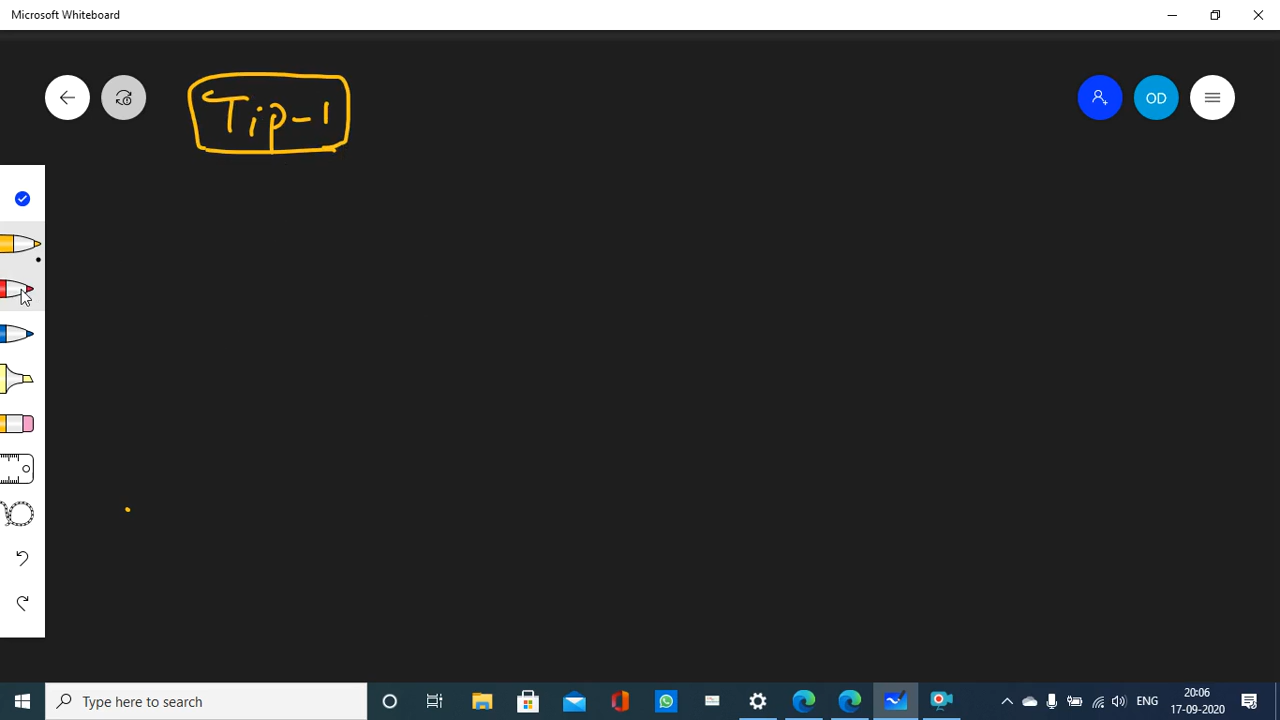 Microsoft Whiteboard
Tip-1
OD
Type here to search
ENG
20:06
17-09-2020